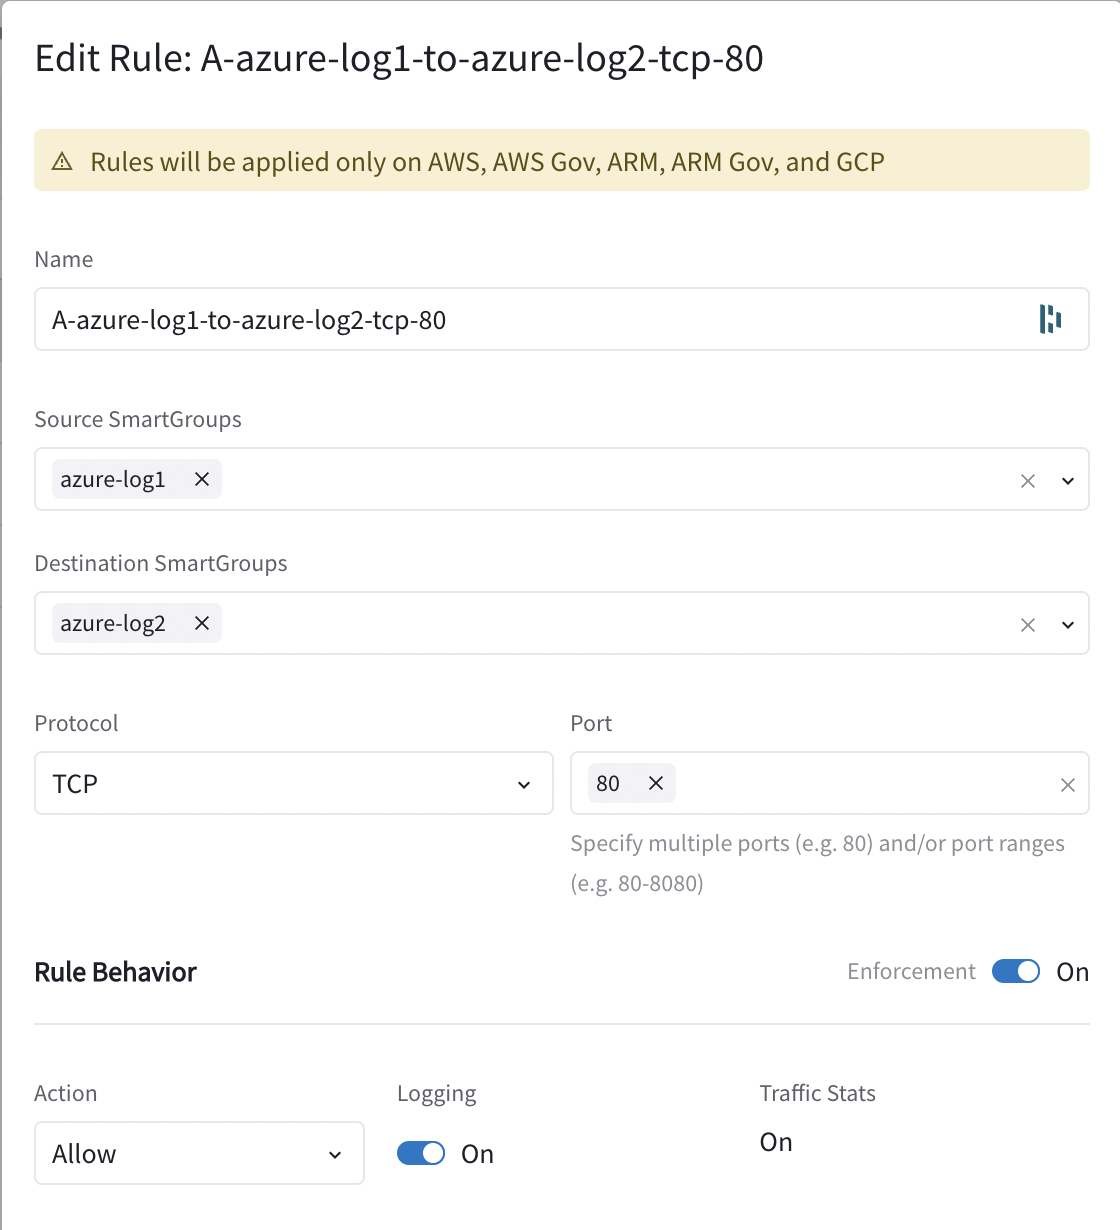 Edit Rule: A-azure-log1-to-azure-log2-tcp-80
Rules will be applied only on AWS, AWS Gov, ARM, ARM Gov, and GCP
Name
A-azure-log1-to-azure-log2-tcp-80
Source SmartGroups
azure-log1
Destination SmartGroups
azure-log2
Protocol
Port
TCP
80
Specify multiple ports (e.g. 80) and/or port ranges
(e.g. 80-8080)
Rule Behavior
Enforcement On
Action
Logging
Traffic Stats
Allow
On
On